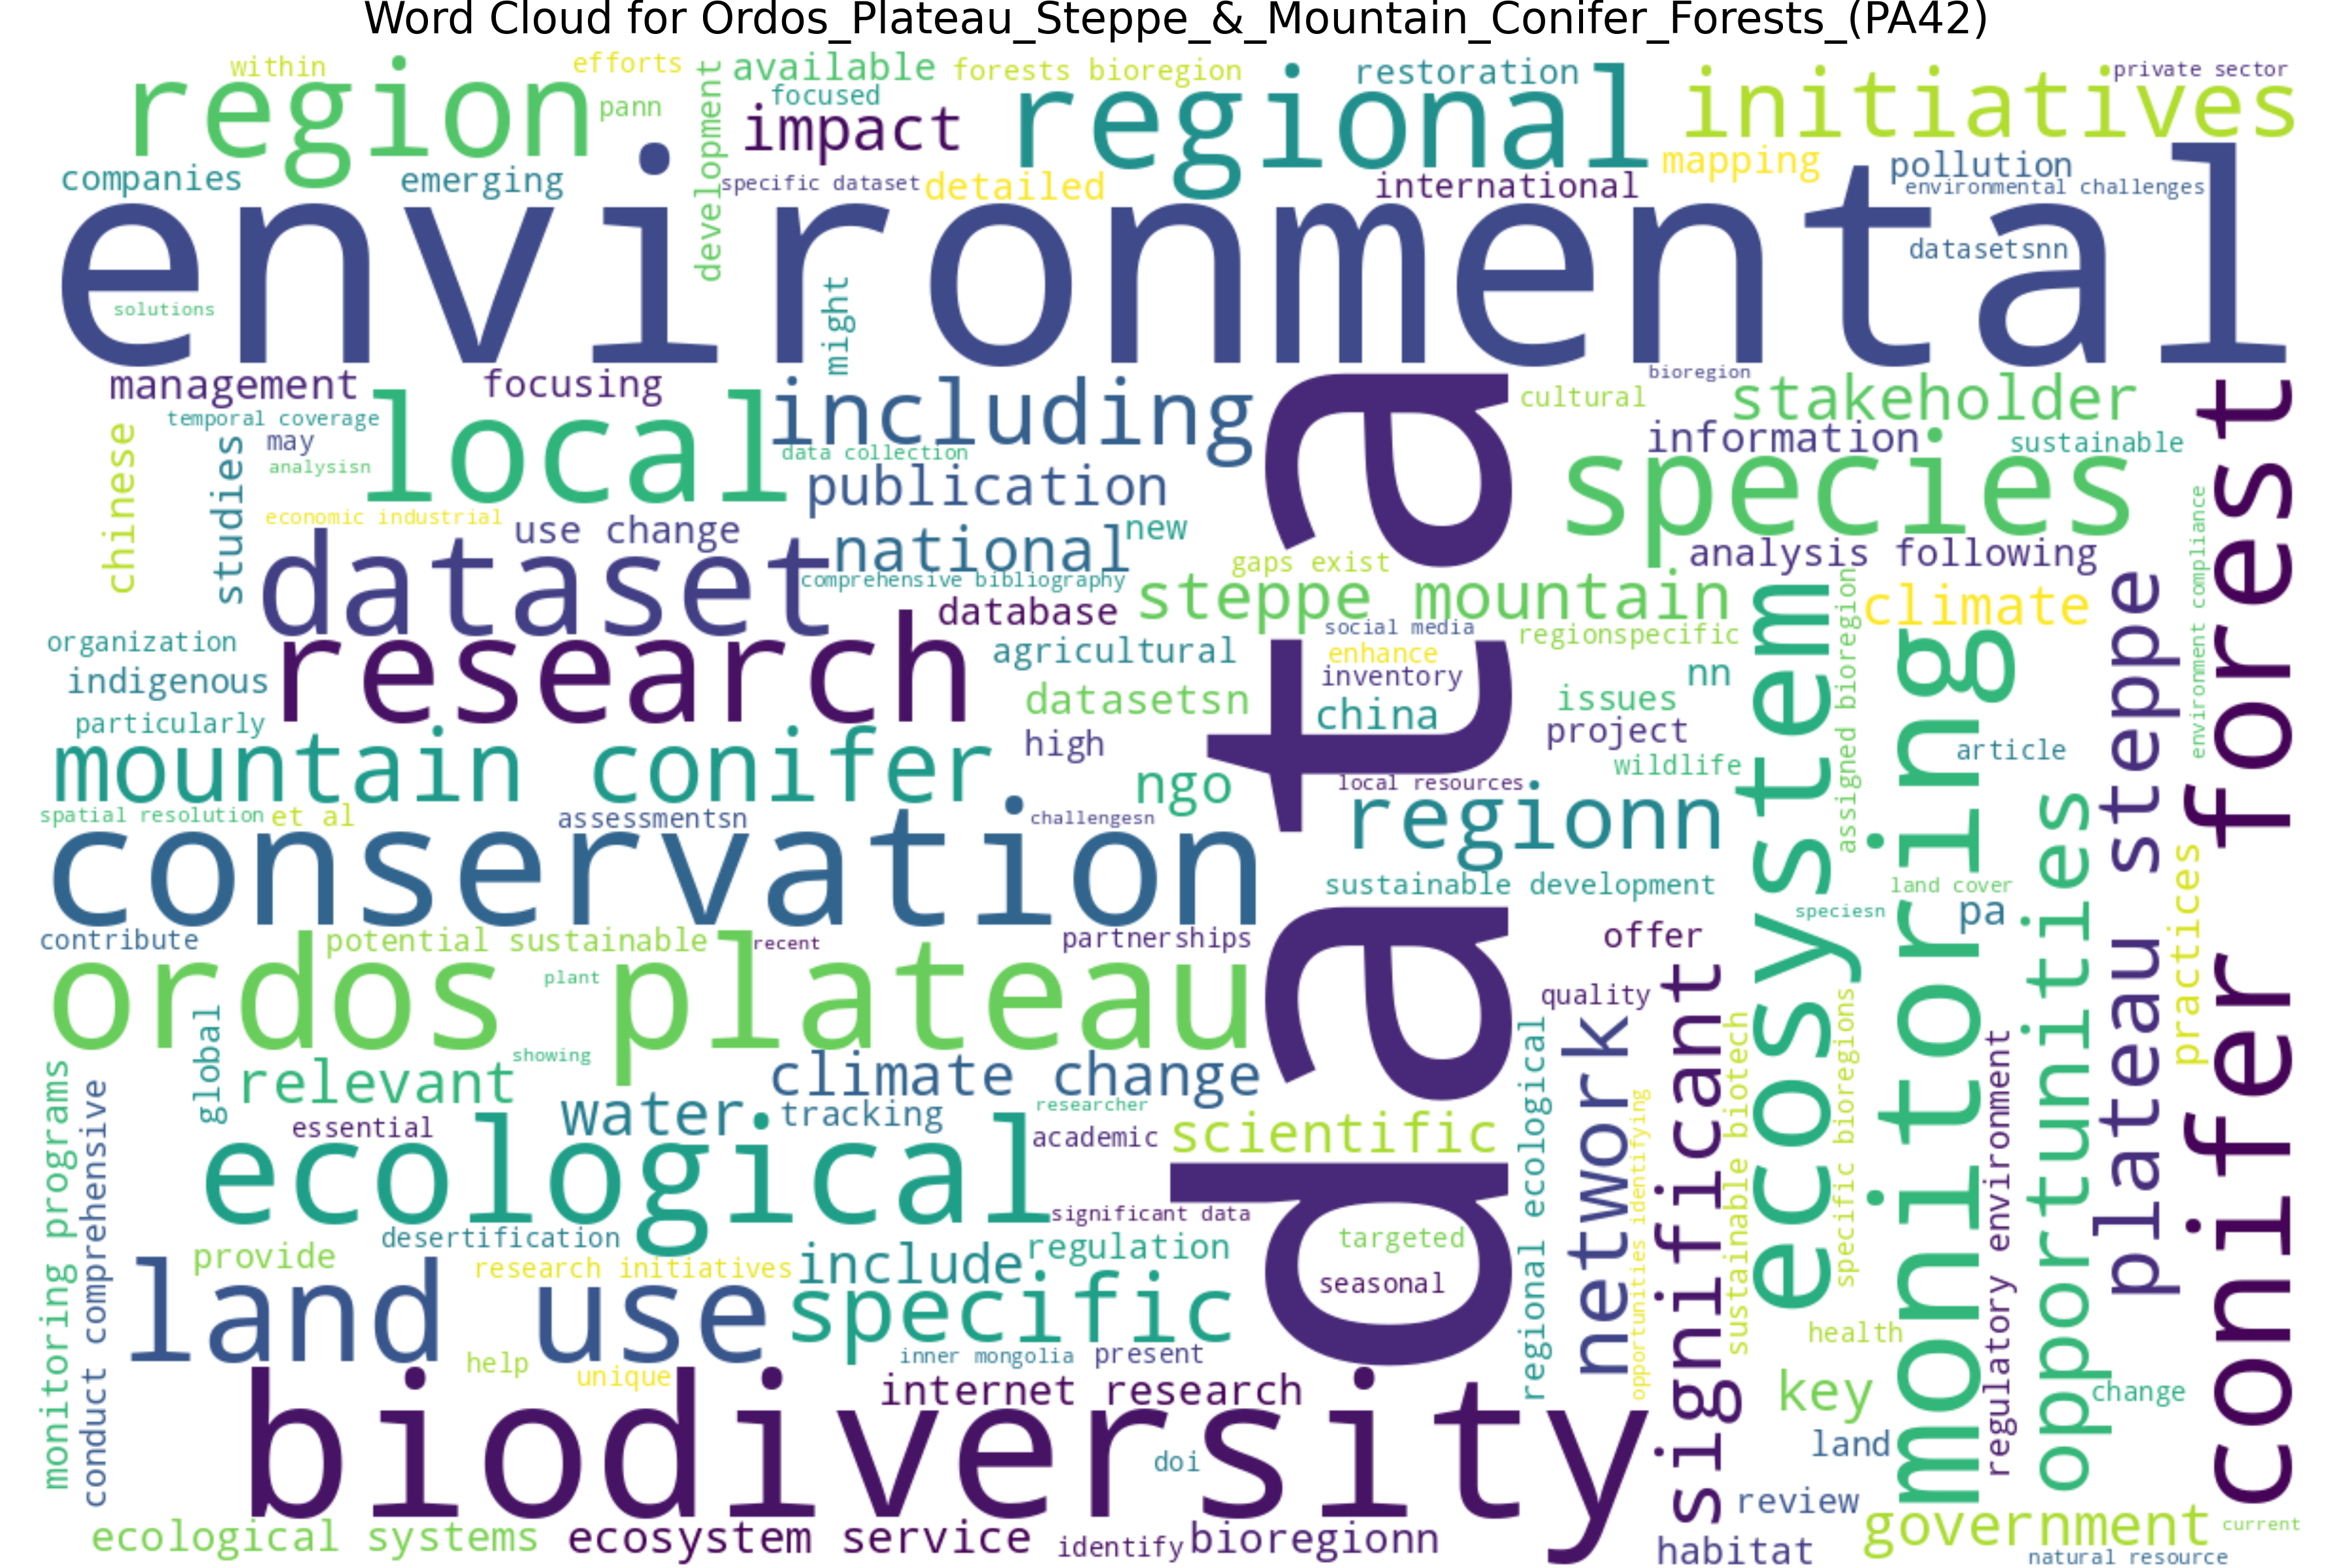 Word Cloud for Ordos_Plateau_Steppe_&_Mountain_Conifer_Forests_(PA42)
within
efforts
available
forests bioregion
restoration
private sector
region
pann
development
focused
impact
regional
initiatives
companies
emerging
specific dataset
detailed
international
mapping
pollution
environmental challenges
environmental
datasetsnn
solutions
might
management
focusing
including
bioregion
cultural
stakeholder
temporal coverage
local
chinese
studies
may
analysisn
data collection
publication
information
sustainable
species
economic industrial
use change
national
new
gaps exist
analysis following
environment compliance
dataset
comprehensive bibliography
database
steppe mountain
climate
data
organization
research
agricultural
social media
enhance
regionspecific
indigenous
inventory
nn
datasetsn
china
issues
particularly
project
mountain conifer
high
wildlife
article
ecosystem
assigned bioregion
monitoring
plateau steppe
conifer forest
ngo
local resources
spatial resolution
et al
assessmentsn
challengesn
regionn
conservation
sustainable development
land cover
opportunities
practices
speciesn
pa
contribute
potential sustainable
recent
partnerships
offer
ordos plateau
plant
quality
significant
network
global
showing
relevant
climate change
monitoring programs
conduct comprehensive
essential
water
tracking
researcher
academic
scientific
regional ecological
opportunities identifying
sustainable biotech
specific bioregions
regulatory environment
ecological
significant data
desertification
regulation
targeted
provide
research initiatives
include
seasonal
land use
specific
health
help
unique
inner mongolia
present
internet research
key
change
biodiversity
doi
land
review
ecological systems
ecosystem service
identify
bioregionn
habitat
government
current
natural resource